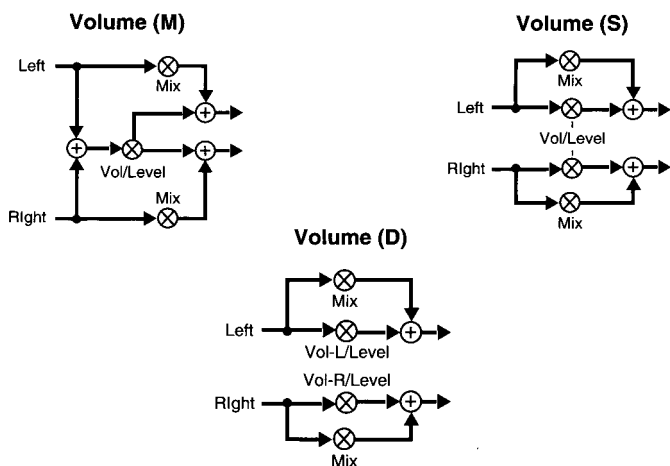 Volume (M)
Left
Mix
Vol/Level
Mix
RIght
Volume (S)
Mix
Left
Vol/Level
RIght
Mix
Volume (D)
Mix
Left
Vol-L/Level
Vol-R/Level
RIght
Mix